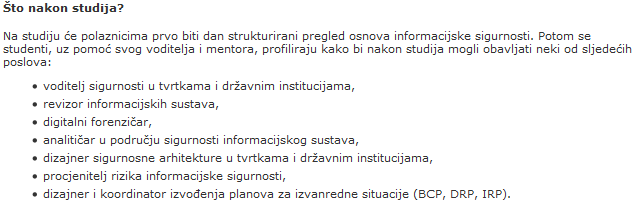 Što nakon studija?
Na studiju će polaznicima prvo biti dan strukturirani pregled osnova informacijske sigurnosti. Potom se
studenti, uz pomoć svog voditelja i mentora, profiliraju kako bi nakon studija mogli obavljati neki od sljedećih
poslova:
• voditelj sigurnosti u tvrtkama i državnim institucijama,
• revizor informacijskih sustava,
• digitalni forenzičar,
• analitičar u području sigurnosti informacijskog sustava,
• dizajner sigurnosne arhitekture u tvrtkama i državnim institucijama,
• procjenitelj rizika informacijske sigurnosti,
• dizajner i koordinator izvođenja planova za izvanredne situacije (BCP, DRP, IRP).